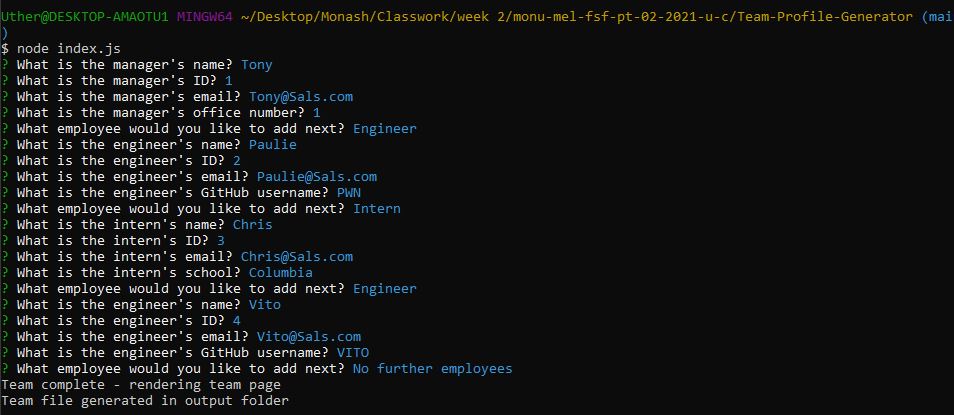 Uther@DESKTOP-AMAOTU1 MINGW64 ~/Desktop/Monash/Classwork/week 2/monu-mel-fsf-pt-02-2021-u-c/Team-Profile-Generator (mai
)
$ node index.js
? What is the manager's name? Tony
? What is the manager's ID? 1
? What is the manager's email? Tony@Sals.com
? What is the manager's office number? 1
? What employee would you like to add next? Engineer
? What is the engineer's name? Paulie
? What is the engineer's ID? 2
? What is the engineer's email? Paulie@Sals.com
? What is the engineer's GitHub username? PWN
? What employee would you like to add next? Intern
? What is the intern's name? Chris
? What is the intern's ID? 3
? What is the intern's email? Chris@Sals.com
? What is the intern's school? Columbia
? What employee would you like to add next? Engineer
? What is the engineer's name? Vito
? What is the engineer's ID? 4
? What is the engineer's email? Vito@Sals.com
? What is the engineer's GitHub username? VITO
? What employee would you like to add next? No further employees
Team complete - rendering team page
Team file generated in output folder